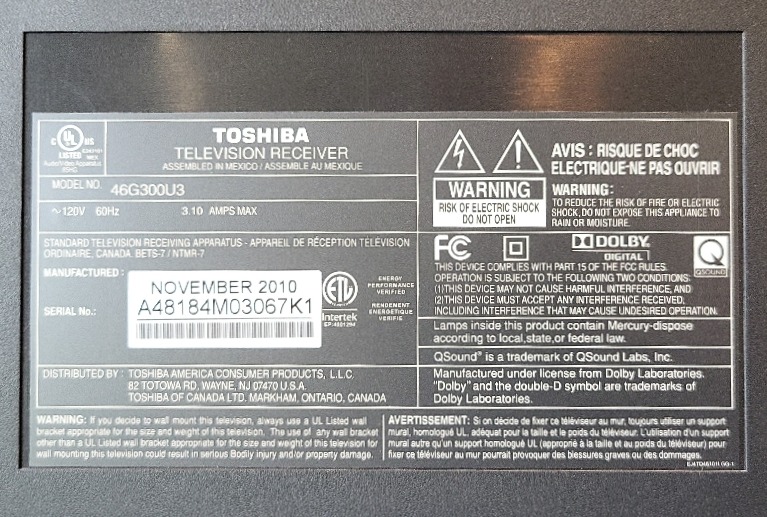 C UL US
LISTED E243161
MEX
Audio/Video Apparatus
TOSHIBA
TELEVISION RECEIVER
ASSEMBLED IN MEXICO / ASSEMBLE AU MEXIQUE
MODEL NO. 46G300U3
~120V 60Hz 3.10 AMPS MAX
STANDARD TELEVISION RECEIVING APPARATUS - APPAREIL DE RÉCEPTION TÉLÉVISION
ORDINAIRE, CANADA. BETS-7 / NTMR-7
MANUFACTURED :
NOVEMBER 2010
SERIAL No.:
A48184M03067K1
ETL
Intertek
ENERGY
PERFORMANCE
VERIFIED
RENDEMENT
ENERGETIQUE
VERIFIE
DISTRIBUTED BY : TOSHIBA AMERICA CONSUMER PRODUCTS, L.L.C.
82 TOTOWA RD, WAYNE, NJ 07470 U.S.A.
TOSHIBA OF CANADA LTD. MARKHAM, ONTARIO, CANADA
AVIS : RISQUE DE CHOC
ELECTRIQUE-NE PAS OUVRIR
WARNING
RISK OF ELECTRIC SHOCK
DO NOT OPEN
WARNING:
TO REDUCE THE RISK OF FIRE OR ELECTRIC
SHOCK, DO NOT EXPOSE THIS APPLIANCE TO
RAIN OR MOISTURE.
FC
DOLBY
DIGITAL
Q
QSOUND
THIS DEVICE COMPLIES WITH PART 15 OF THE FCC RULES.
OPERATION IS SUBJECT TO THE FOLLOWING TWO CONDITIONS:
(1)THIS DEVICE MAY NOT CAUSE HARMFUL INTERFERENCE, AND
(2)THIS DEVICE MUST ACCEPT ANY INTERFERENCE RECEIVED,
INCLUDING INTERFERENCE THAT MAY CAUSE UNDESIRED OPERATION.
Lamps inside this product contain Mercury-dispose
according to local,state,or federal law.
QSound® is a trademark of QSound Labs, Inc.
Manufactured under license from Dolby Laboratories.
"Dolby" and the double-D symbol are trademarks of
Dolby Laboratories.
WARNING: If you decide to wall mount this television, always use a UL Listed wall
bracket appropriate for the size and weight of this television. The use of any wall bracket
other than a UL Listed wall bracket appropriate for the size and weight of this television for
wall mounting this television could result in serious Bodily injury and/or property damage.
AVERTISSEMENT: Si on décide de fixer ce téléviseur au mur, toujours utiliser un support
mural, homologué UL, adéquat pour la taille et le poids du téléviseur. L'utilisation d'un support
mural autre qu'un support homologué UL (approprié à la taille et au poids du téléviseur) pour
fixer ce téléviseur au mur pourrait provoquer des blessures graves ou des dommages.